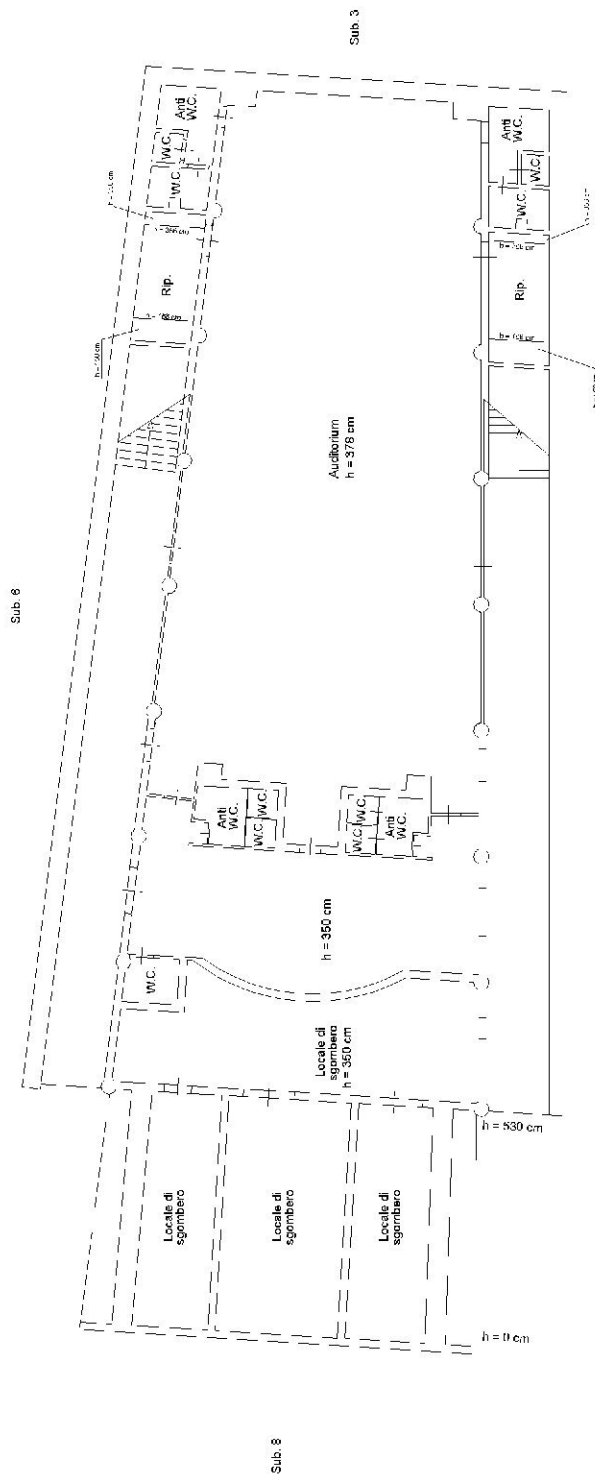 Sub. 3
Anti
W.C.
W.C.
W.C.
Rip.
Anti
W.C.
W.C.
W.C.
Rip.
Auditorium
h = 378 cm
Sub. 6
Anti
W.C.
W.C.
W.C.
W.C.
W.C.
Anti
W.C.
h = 350 cm
W.C.
Locale di
sgombero
h = 350 cm
h = 530 cm
Locale di
sgombero
Locale di
sgombero
Locale di
sgombero
h = 0 cm
Sub. 8